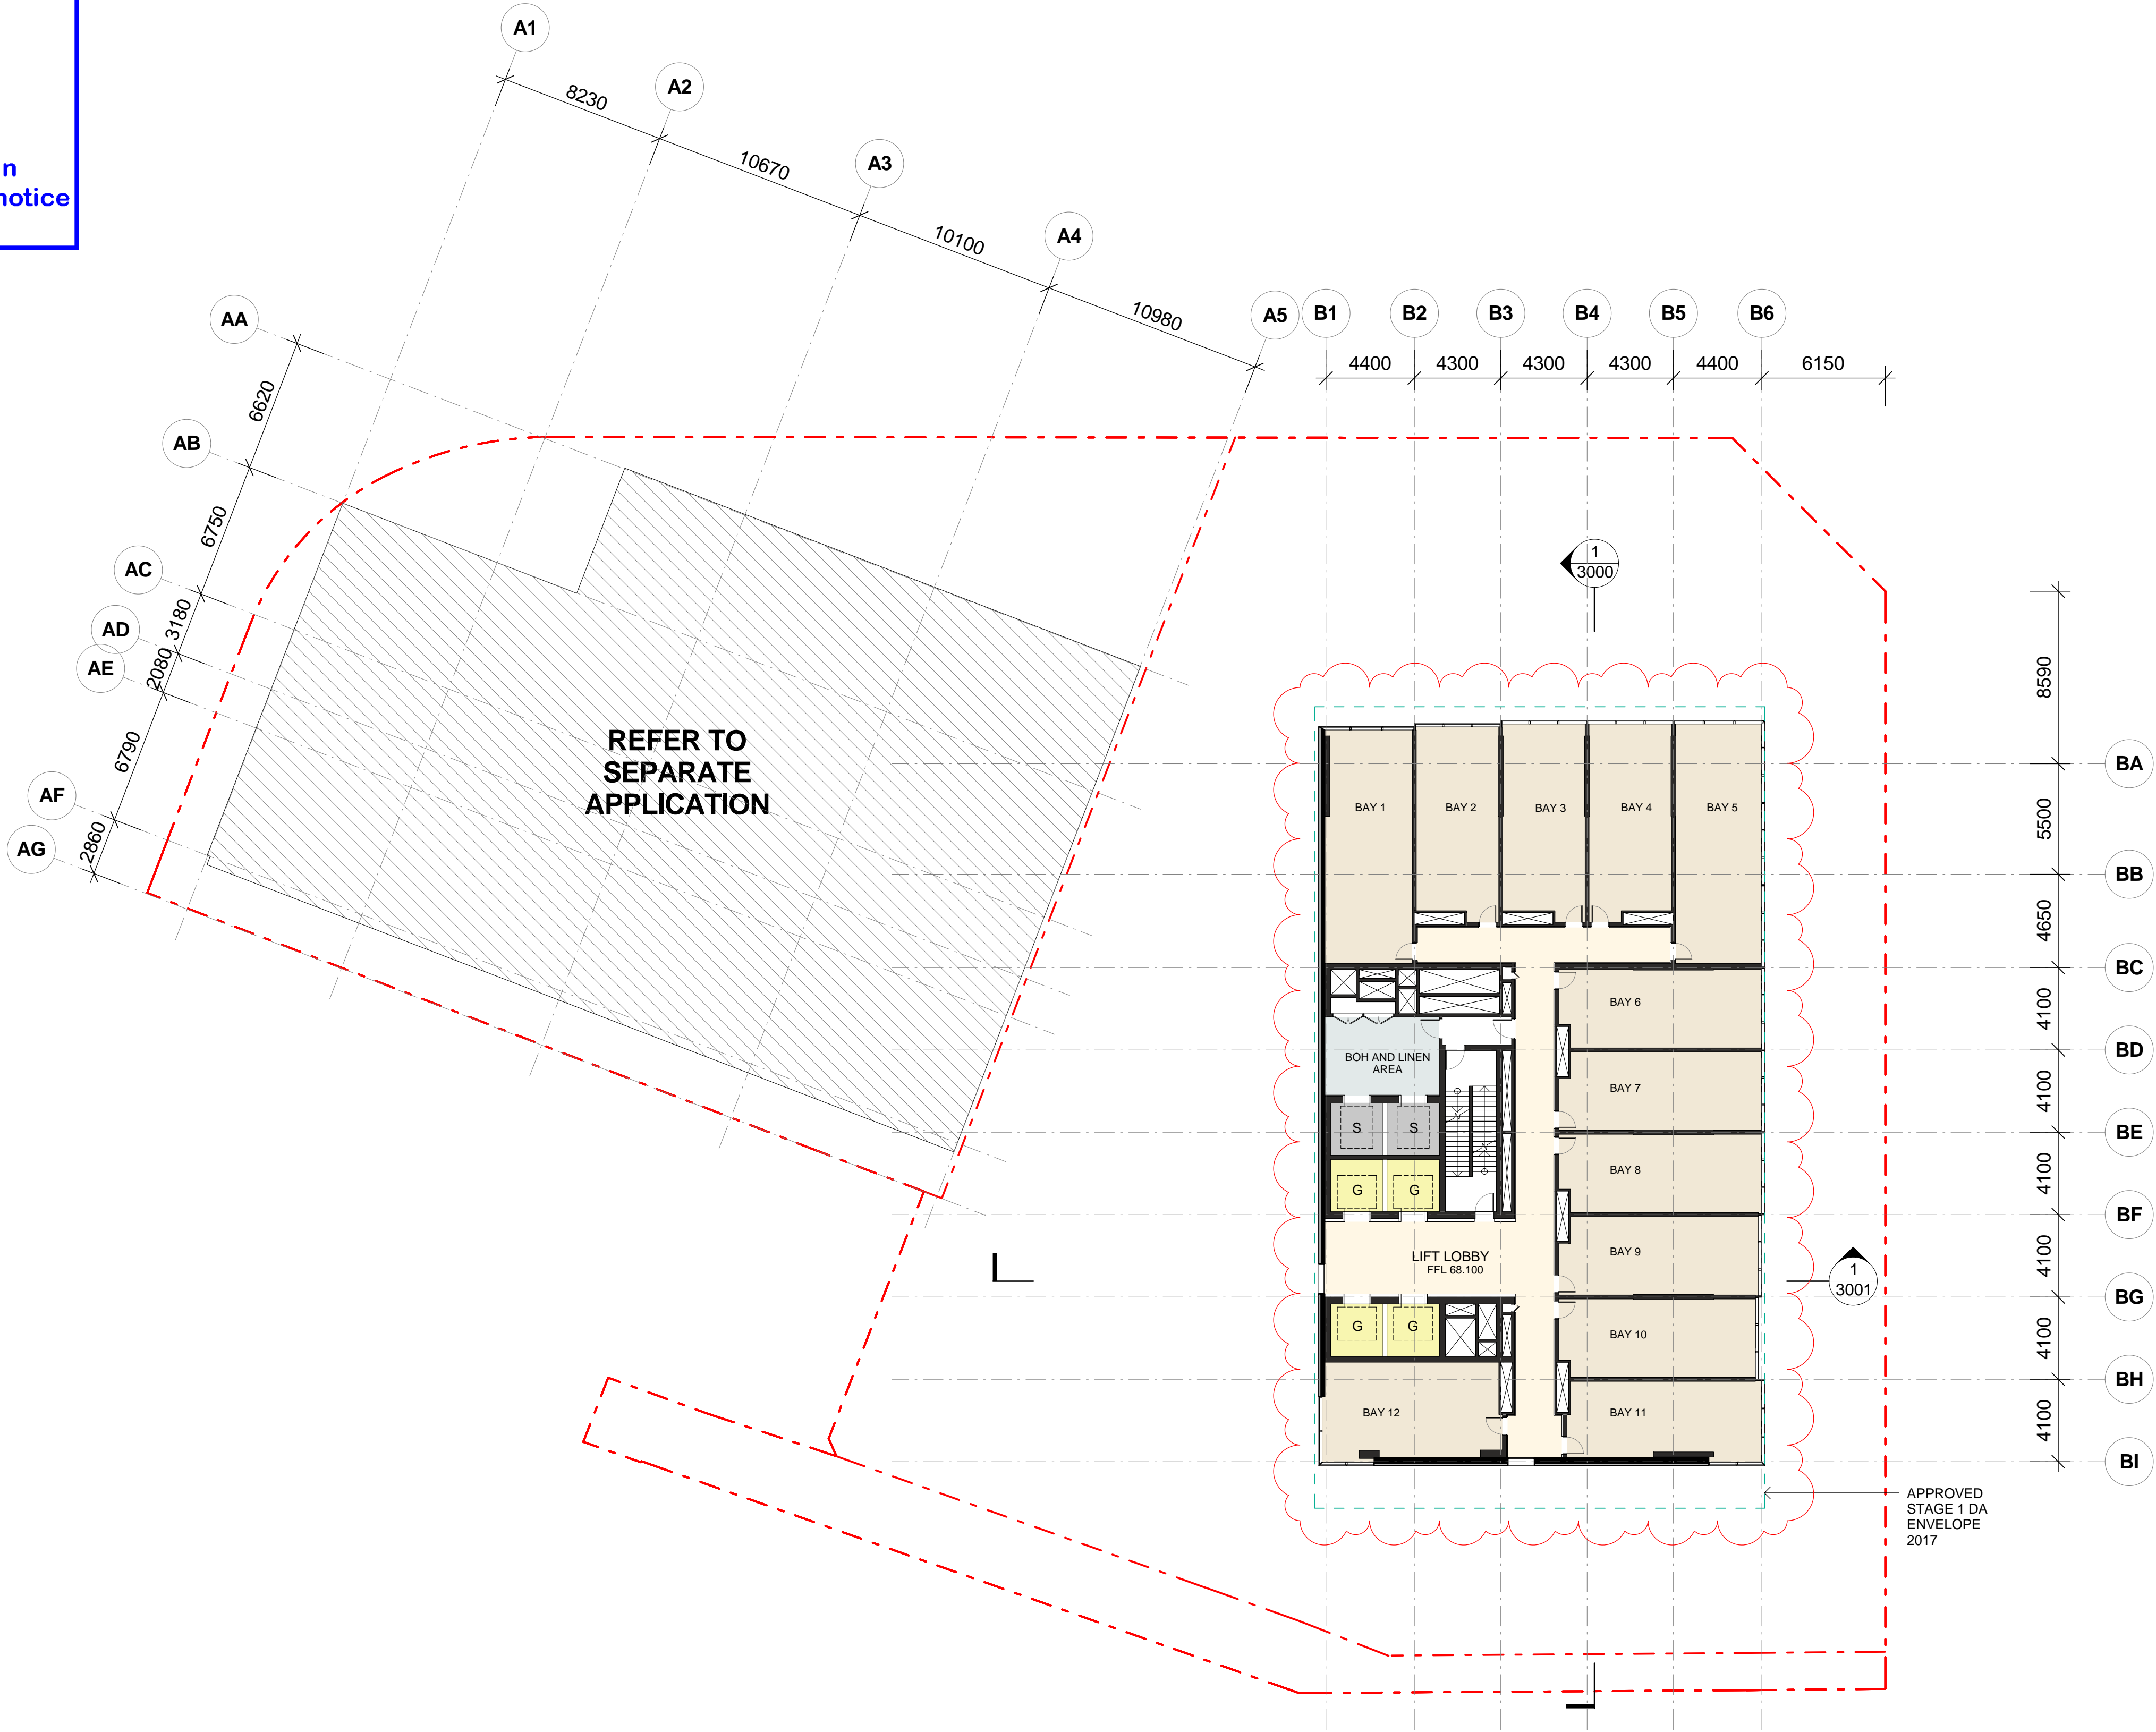 n
notice
A1
A2
A3
A4
A5
8230
10670
10100
10980
AA
AB
AC
AD
AE
AF
AG
6620
6750
3180
2080
6790
2860
B1
B2
B3
B4
B5
B6
4400
4300
4300
4300
4400
6150
1
3000
REFER TO
SEPARATE
APPLICATION
BAY 1
BAY 2
BAY 3
BAY 4
BAY 5
BAY 6
BOH AND LINEN
AREA
BAY 7
S
S
BAY 8
G
G
LIFT LOBBY
FFL 68.100
BAY 9
G
G
BAY 10
BAY 12
BAY 11
1
3001
8590
5500
4650
4100
4100
4100
4100
4100
4100
BA
BB
BC
BD
BE
BF
BG
BH
BI
APPROVED
STAGE 1 DA
ENVELOPE
2017